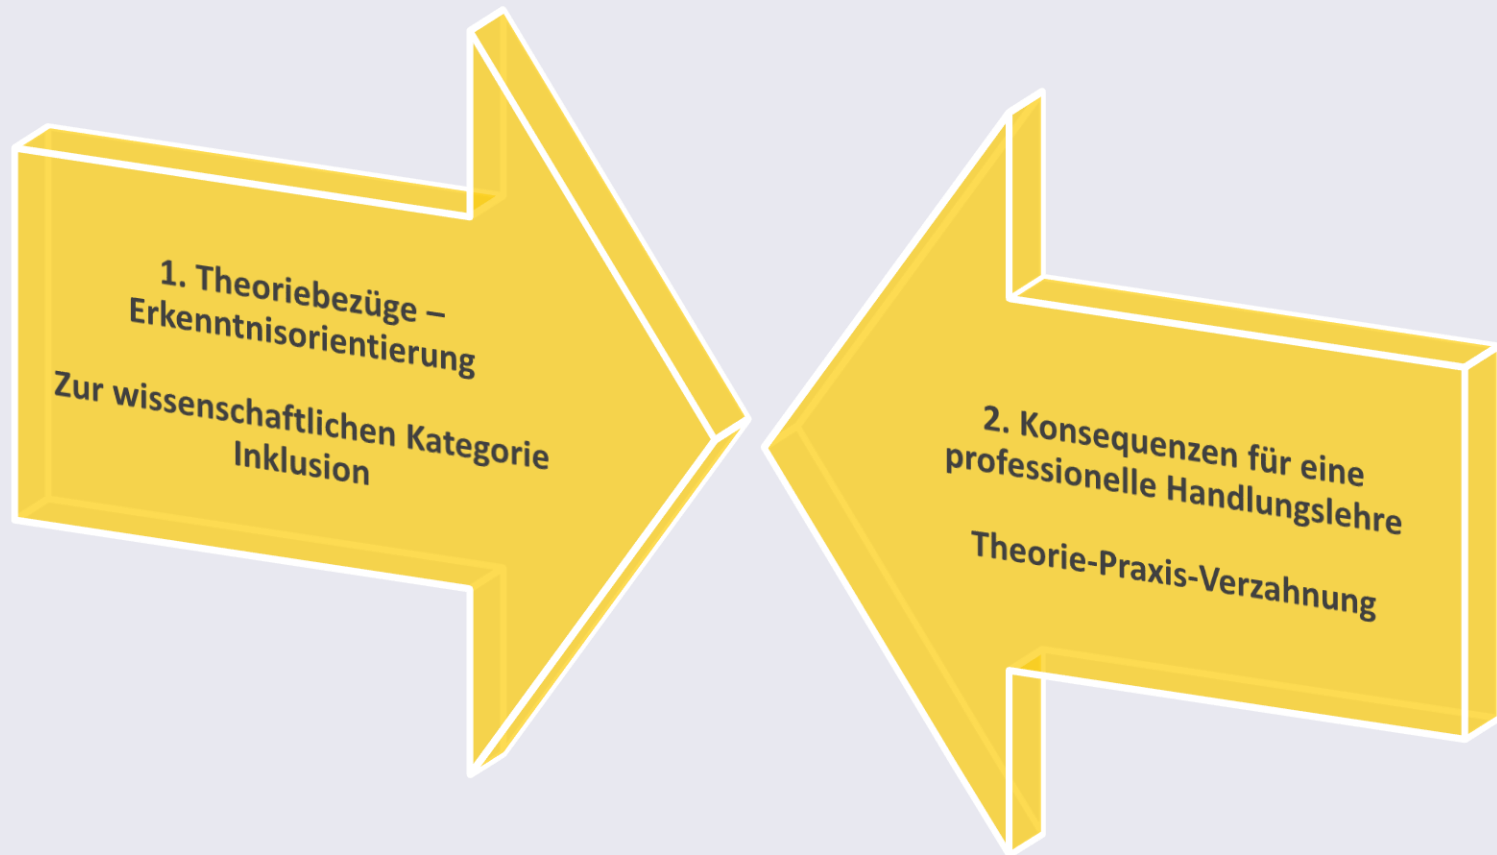 1. Theoriebezüge –
Erkenntnisorientierung
Zur wissenschaftlichen Kategorie
Inklusion
2. Konsequenzen für eine
professionelle Handlungslehre
Theorie-Praxis-Verzahnung